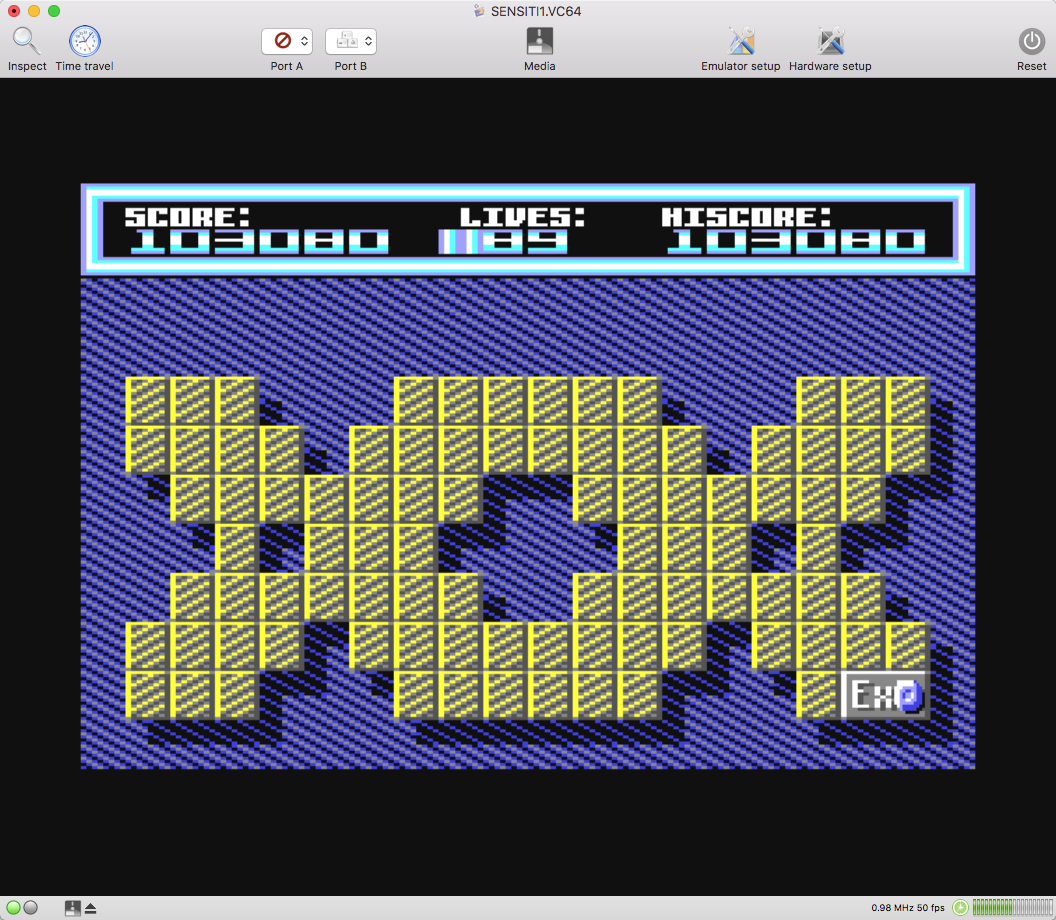 SENSITI1.VC64
Inspect Time travel Port A Port B Media Emulator setup Hardware setup Reset
SCORE: LIVES: HISCORE:
103080 89 103080
0.98 MHz 50 fps